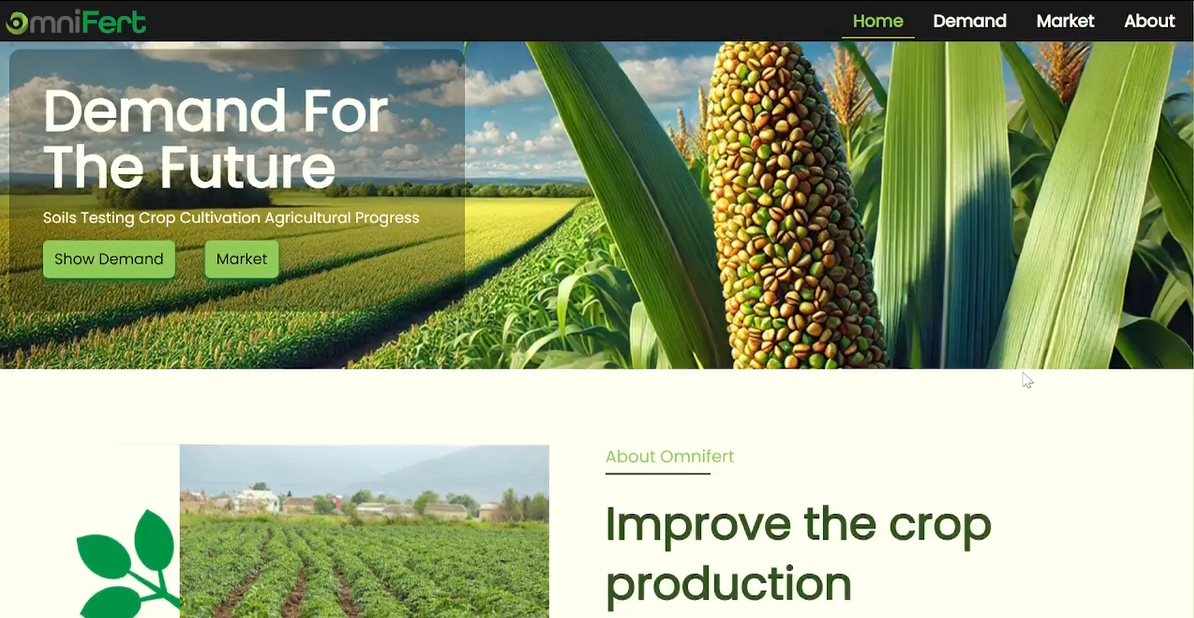 OmniFert
Home Demand Market About
Demand For
The Future
Soils Testing Crop Cultivation Agricultural Progress
Show Demand Market
About Omnifert
Improve the crop
production